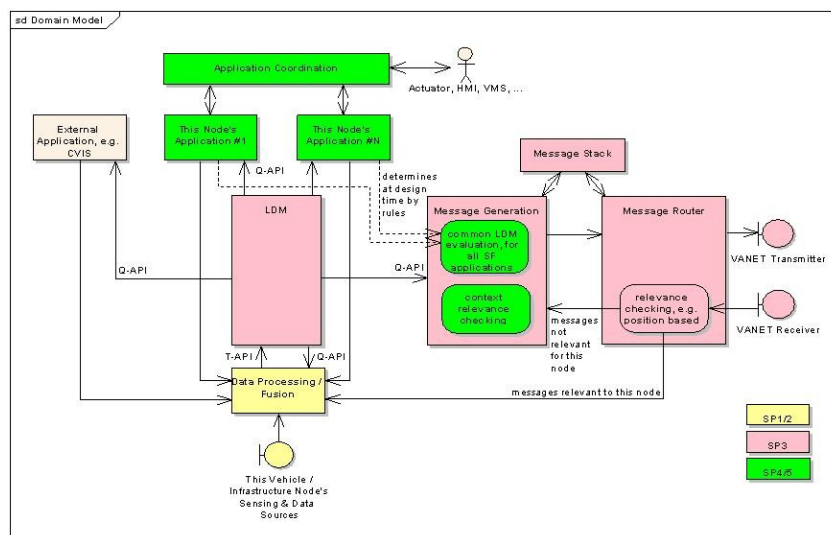 sd Domain Model
Application Coordination
Actuator, HMI, VMS, ...
External
Application, e.g.
CVIS
This Node's
Application #1
This Node's
Application #N
Q-API
determines
at design
time by
rules
Message Stack
LDM
Message Generation
Message Router
common LDM
evaluation, for
all SF
applications
VANET Transmitter
Q-API
Q-API
context
relevance
checking
relevance
checking, e.g.
position based
VANET Receiver
messages
not
relevant
for this
node
T-API
Q-API
Data Processing /
Fusion
messages relevant to this node
This Vehicle /
Infrastructure Node's
Sensing & Data
Sources
SP1/2
SP3
SP4/5